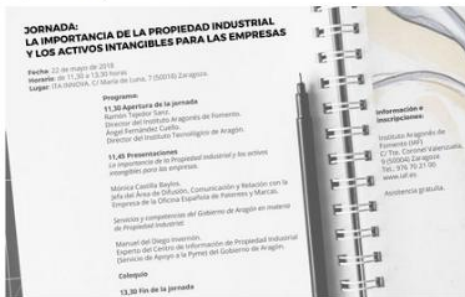 JORNADA:
LA IMPORTANCIA DE LA PROPIEDAD INDUSTRIAL
Y LOS ACTIVOS INTANGIBLES PARA LAS EMPRESAS
Fecha: 22 de mayo de 2018
Horario: de 11,30 a 13,30 horas
Lugar: ITA INNOVA. C/ María de Luna, 7 (50018) Zaragoza.
Programa:
11,30 Apertura de la jornada
Ramón Tejedor Sanz.
Director del Instituto Aragonés de Fomento.
Ángel Fernández Cuello.
Director del Instituto Tecnológico de Aragón.
11,45 Presentaciones
La importancia de la Propiedad Industrial y los activos
intangibles para las empresas.
Mónica Castilla Baylos.
Jefa del Área de Difusión, Comunicación y Relación con la
Empresa de la Oficina Española de Patentes y Marcas.
Servicios y competencias del Gobierno de Aragón en materia
de Propiedad Industrial.
Manuel del Diego Invernón.
Experto del Centro de Información de Propiedad Industrial
(Servicio de Apoyo a la Pyme) del Gobierno de Aragón.
Coloquio
13,30 Fin de la jornada
Información e
inscripciones:
Instituto Aragonés de
Fomento (IAF)
C/ Tte. Coronel Valenzuela,
9 (50004) Zaragoza
Tel.: 976 70 21 00
www.iaf.es
Asistencia gratuita.